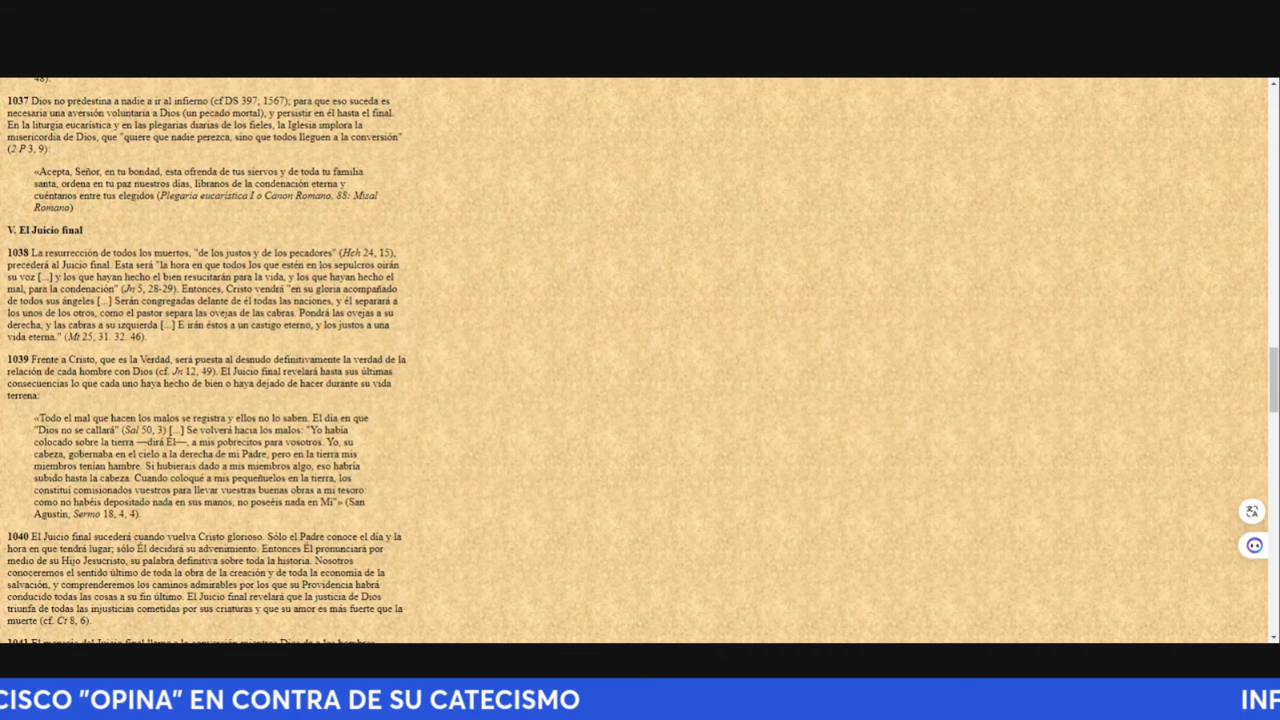 48).
1037 Dios no predestina a nadie a ir al infierno (cf DS 397, 1567); para que eso suceda es
necesaria una aversión voluntaria a Dios (un pecado mortal), y persistir en él hasta el final.
En la liturgia eucarística y en las plegarias diarias de los fieles, la Iglesia implora la
misericordia de Dios, que "quiere que nadie perezca, sino que todos lleguen a la conversión"
(2 P 3, 9):
«Acepta, Señor, en tu bondad, esta ofrenda de tus siervos y de toda tu familia
santa, ordena en tu paz nuestros días, líbranos de la condenación eterna y
cuéntanos entre tus elegidos (Plegaria eucarística I o Canon Romano, 88: Misal
Romano)
V. El Juicio final
1038 La resurrección de todos los muertos, "de los justos y de los pecadores" (Hch 24, 15),
precederá al Juicio final. Esta será "la hora en que todos los que estén en los sepulcros oirán
su voz [...] y los que hayan hecho el bien resucitarán para la vida, y los que hayan hecho el
mal, para la condenación" (Jn 5, 28-29). Entonces, Cristo vendrá "en su gloria acompañado
de todos sus ángeles [...] Serán congregadas delante de él todas las naciones, y él separará a
los unos de los otros, como el pastor separa las ovejas de las cabras. Pondrá las ovejas a su
derecha, y las cabras a su izquierda [...] E irán éstos a un castigo eterno, y los justos a una
vida eterna." (Mt 25, 31. 32. 46).
1039 Frente a Cristo, que es la Verdad, será puesta al desnudo definitivamente la verdad de la
relación de cada hombre con Dios (cf. Jn 12, 49). El Juicio final revelará hasta sus últimas
consecuencias lo que cada uno haya hecho de bien o haya dejado de hacer durante su vida
terrena:
«Todo el mal que hacen los malos se registra y ellos no lo saben. El día en que
"Dios no se callará" (Sal 50, 3) [...] Se volverá hacia los malos: "Yo había
colocado sobre la tierra —dirá Él—, a mis pobrecitos para vosotros. Yo, su
cabeza, gobernaba en el cielo a la derecha de mi Padre, pero en la tierra mis
miembros tenían hambre. Si hubierais dado a mis miembros algo, eso habría
subido hasta la cabeza. Cuando coloqué a mis pequeñuelos en la tierra, los
constituí comisionados vuestros para llevar vuestras buenas obras a mi tesoro:
como no habéis depositado nada en sus manos, no poseéis nada en Mí"» (San
Agustín, Sermo 18, 4, 4).
1040 El Juicio final sucederá cuando vuelva Cristo glorioso. Sólo el Padre conoce el día y la
hora en que tendrá lugar; sólo Él decidirá su advenimiento. Entonces Él pronunciará por
medio de su Hijo Jesucristo, su palabra definitiva sobre toda la historia. Nosotros
conoceremos el sentido último de toda la obra de la creación y de toda la economía de la
salvación, y comprenderemos los caminos admirables por los que su Providencia habrá
conducido todas las cosas a su fin último. El Juicio final revelará que la justicia de Dios
triunfa de todas las injusticias cometidas por sus criaturas y que su amor es más fuerte que la
muerte (cf. Ct 8, 6).
1041 El mensaje del Juicio final llama a la conversión mientras Dios da a los hombres
CISCO "OPINA" EN CONTRA DE SU CATECISMO
INF